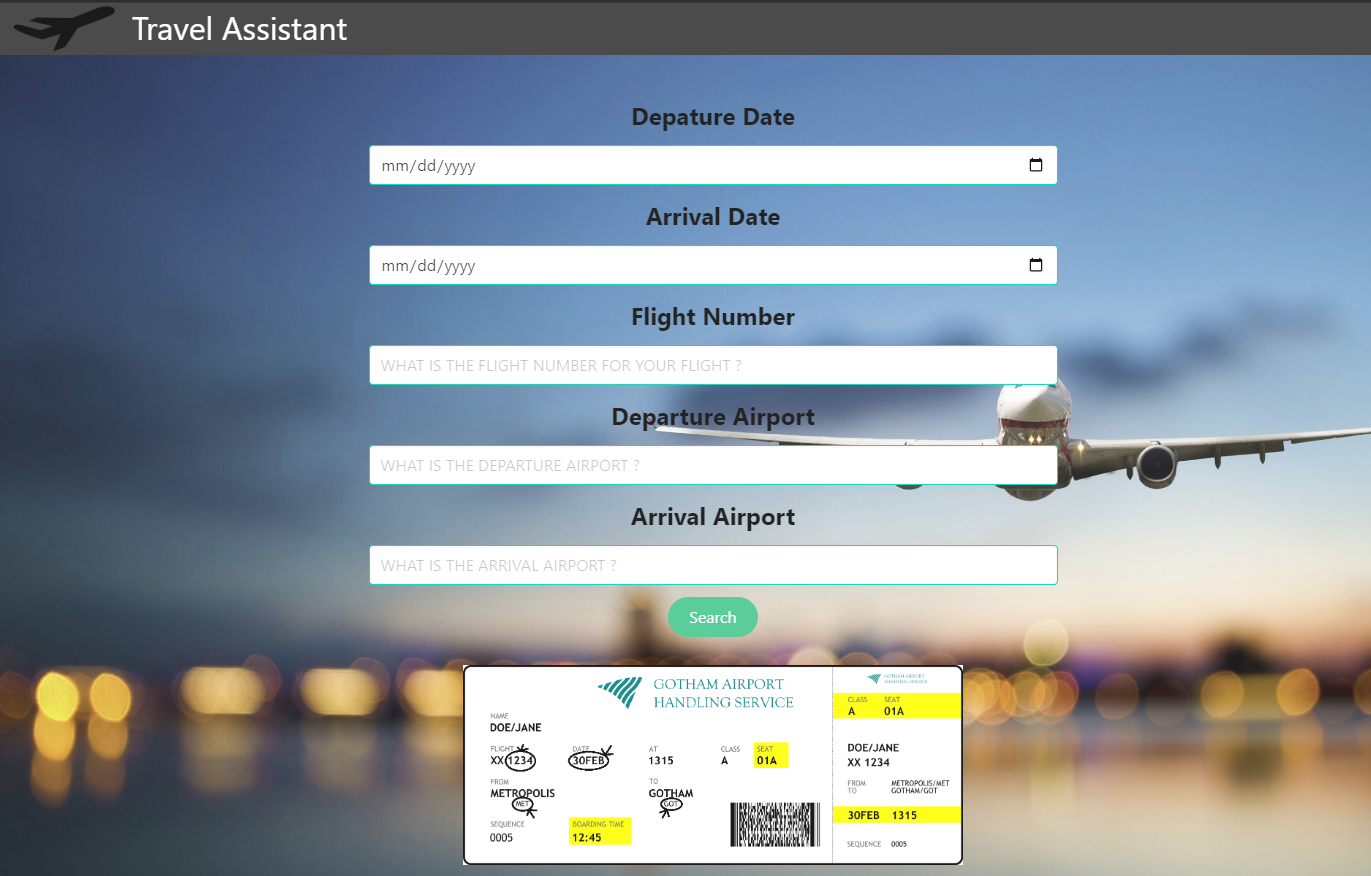 Travel Assistant
Depature Date
mm/dd/yyyy
Arrival Date
mm/dd/yyyy
Flight Number
WHAT IS THE FLIGHT NUMBER FOR YOUR FLIGHT ?
Departure Airport
WHAT IS THE DEPARTURE AIRPORT ?
Arrival Airport
WHAT IS THE ARRIVAL AIRPORT ?
Search
GOTHAM AIRPORT
HANDLING SERVICE
NAME
DOE/JANE
FLIGHT DATE AT CLASS SEAT
XX 1234 30FEB 1315 A 01A
FROM TO
METROPOLIS GOTHAM
MET GOT
SEQUENCE BOARDING TIME
0005 12:45
GOTHAM AIRPORT
HANDLING SERVICE
CLASS SEAT
A 01A
DOE/JANE
XX 1234
FROM METROPOLIS/MET
TO GOTHAM/GOT
30FEB 1315
SEQUENCE 0005